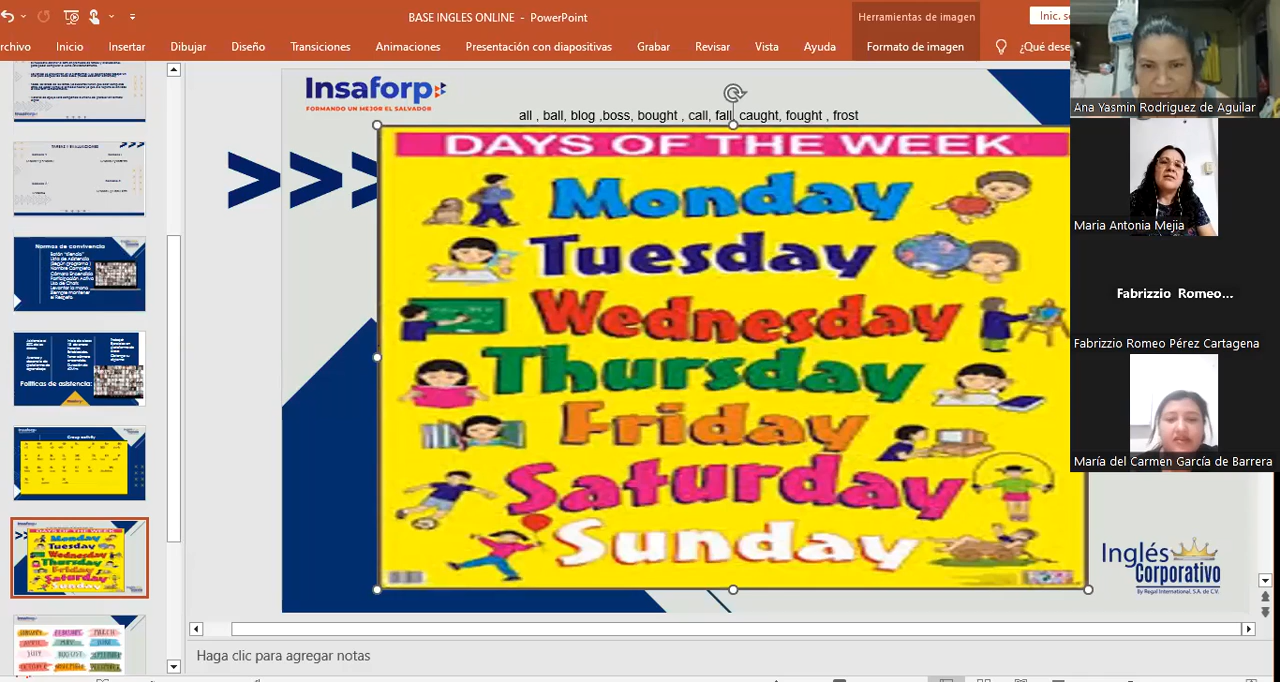 BASE INGLES ONLINE - PowerPoint
Herramientas de imagen
Inic. s
rchivo
Inicio
Insertar
Dibujar
Diseño
Transiciones
Animaciones
Presentación con diapositivas
Grabar
Revisar
Vista
Ayuda
Formato de imagen
¿Qué dese
Insaforp
FORMANDO UN MEJOR EL SALVADOR
all , ball, blog ,boss, bought , call, fall, caught, fought , frost
DAYS OF THE WEEK
Monday
Tuesday
Wednesday
Thursday
Friday
Saturday
Sunday
Inglés
Corporativo
By Regal International, S.A. de C.V.
Ana Yasmin Rodriguez de Aguilar
Maria Antonia Mejia
Fabrizzio Romeo...
Fabrizzio Romeo Pérez Cartagena
María del Carmen García de Barrera
Normas de convivencia
Políticas de asistencia:
Haga clic para agregar notas